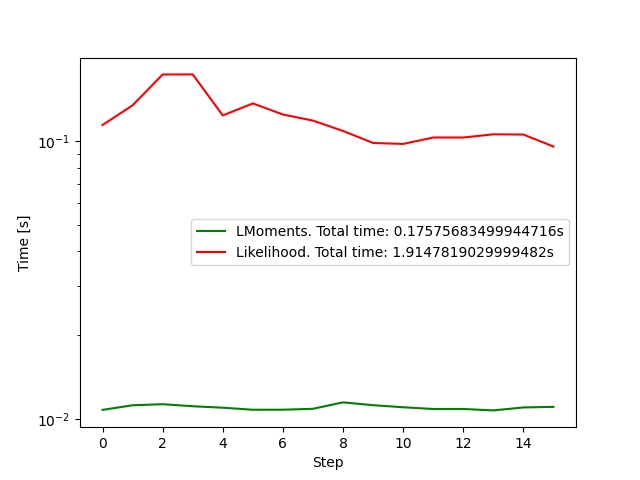 10⁻¹
10⁻²
Time [s]
LMoments. Total time: 0.17575683499944716s
Likelihood. Total time: 1.9147819029999482s
0 2 4 6 8 10 12 14
Step